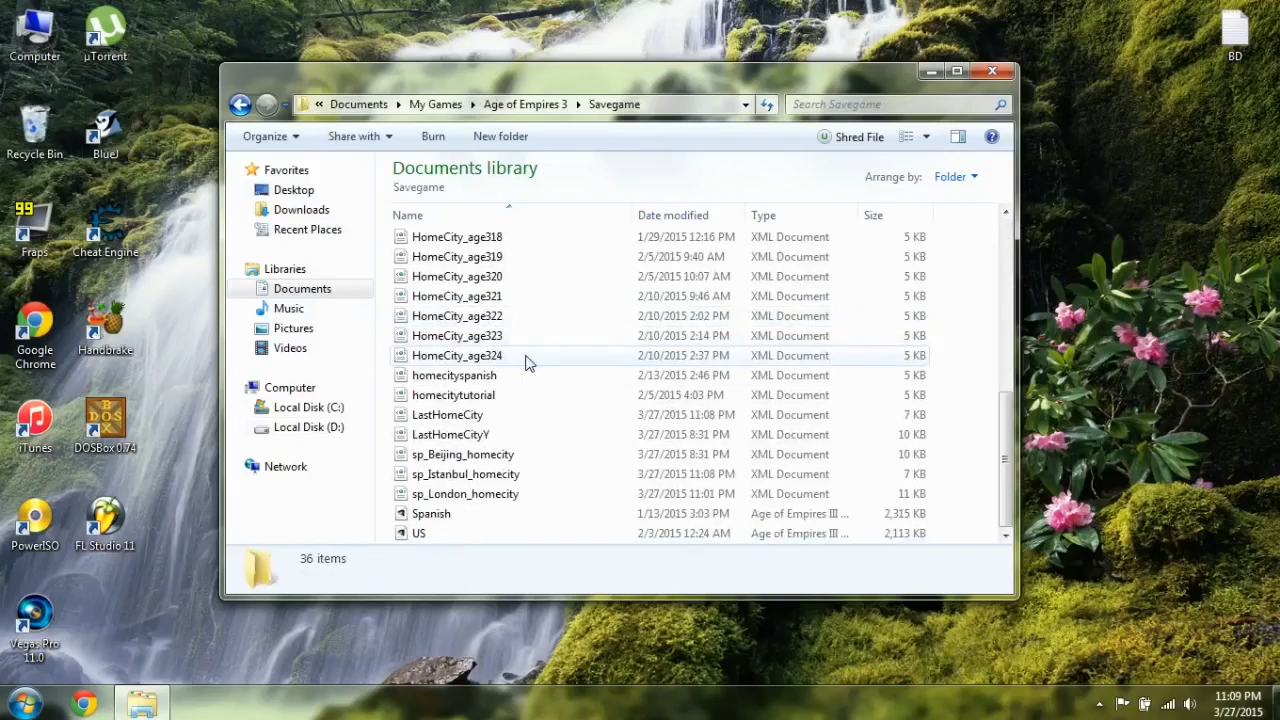 Computer
µTorrent
Recycle Bin
BlueJ
99
Fraps
Cheat Engine
Google
Chrome
Handbrake
iTunes
DOSBox 0.74
PowerISO
FL Studio 11
Vegas Pro
11.0
BD
« Documents My Games Age of Empires 3 Savegame
Search Savegame
Organize Share with Burn New folder Shred File
Favorites
Desktop
Downloads
Recent Places
Libraries
Documents
Music
Pictures
Videos
Computer
Local Disk (C:)
Local Disk (D:)
Network
Documents library
Savegame
Arrange by: Folder
Name Date modified Type Size
HomeCity_age318 1/29/2015 12:16 PM XML Document 5 KB
HomeCity_age319 2/5/2015 9:40 AM XML Document 5 KB
HomeCity_age320 2/5/2015 10:07 AM XML Document 5 KB
HomeCity_age321 2/10/2015 9:46 AM XML Document 5 KB
HomeCity_age322 2/10/2015 2:02 PM XML Document 5 KB
HomeCity_age323 2/10/2015 2:14 PM XML Document 5 KB
HomeCity_age324 2/10/2015 2:37 PM XML Document 5 KB
homecityspanish 2/13/2015 2:46 PM XML Document 5 KB
homecitytutorial 2/5/2015 4:03 PM XML Document 5 KB
LastHomeCity 3/27/2015 11:08 PM XML Document 7 KB
LastHomeCityY 3/27/2015 8:31 PM XML Document 10 KB
sp_Beijing_homecity 3/27/2015 8:31 PM XML Document 10 KB
sp_Istanbul_homecity 3/27/2015 11:08 PM XML Document 7 KB
sp_London_homecity 3/27/2015 11:01 PM XML Document 11 KB
Spanish 1/13/2015 3:03 PM Age of Empires III ... 2,315 KB
US 2/3/2015 12:24 AM Age of Empires III ... 2,113 KB
36 items
11:09 PM
3/27/2015